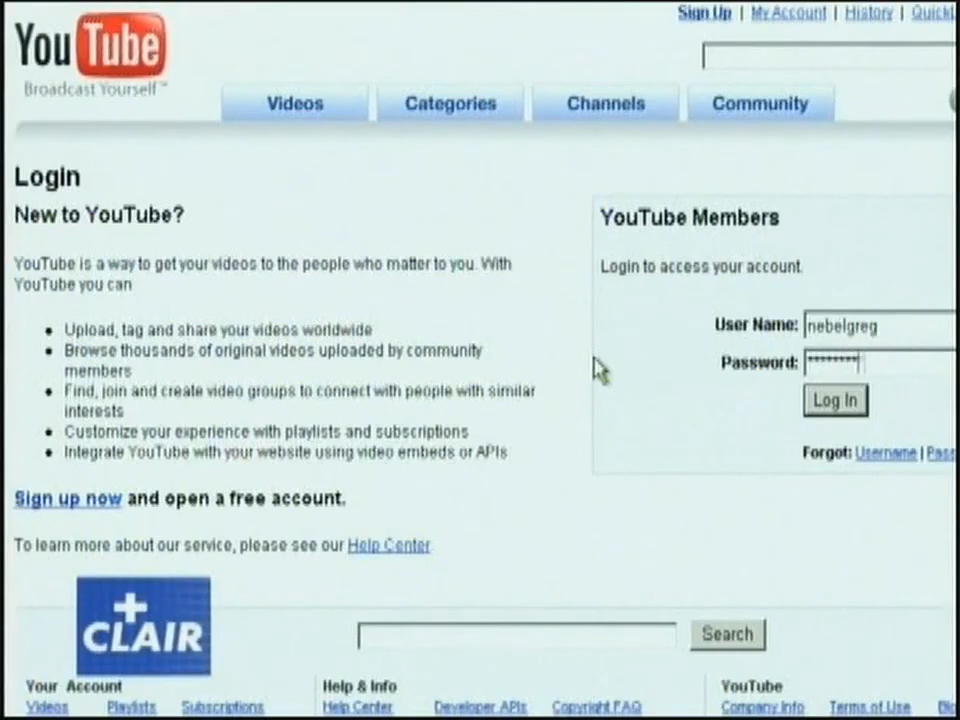 Sign Up | My Account | History |
YouTube
Broadcast Yourself™
Videos
Categories
Channels
Community
Login
New to YouTube?
YouTube is a way to get your videos to the people who matter to you. With
YouTube you can
• Upload, tag and share your videos worldwide
• Browse thousands of original videos uploaded by community
members
• Find, join and create video groups to connect with people with similar
interests
• Customize your experience with playlists and subscriptions
• Integrate YouTube with your website using video embeds or APIs
Sign up now and open a free account.
To learn more about our service, please see our Help Center
YouTube Members
Login to access your account.
User Name: nebelgreg
Password: ********
Log In
Forgot: Username |
+CLAIR
Search
Your Account
Videos Playlists Subscriptions
Help & Info
Help Center Developer APIs Copyright FAQ
YouTube
Company Info Terms of Use